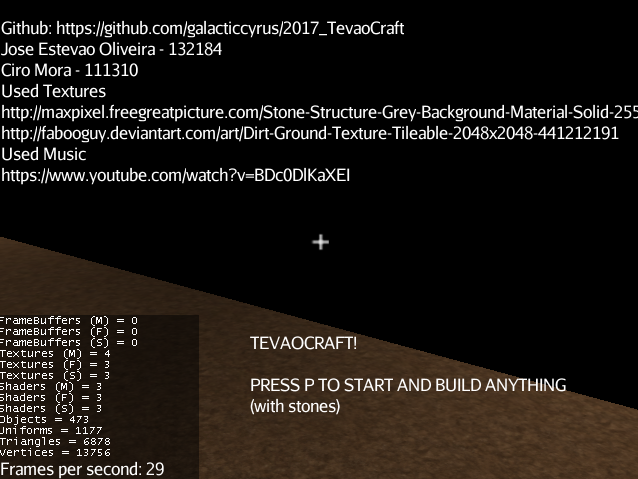 Github: https://github.com/galacticcyrus/2017_TevaoCraft
Jose Estevao Oliveira - 132184
Ciro Mora - 111310
Used Textures
http://maxpixel.freegreatpicture.com/Stone-Structure-Grey-Background-Material-Solid-255
http://fabooguy.deviantart.com/art/Dirt-Ground-Texture-Tileable-2048x2048-441212191
Used Music
https://www.youtube.com/watch?v=BDc0DlKaXEI
FrameBuffers (M) = 0
FrameBuffers (F) = 0
FrameBuffers (S) = 0
Textures (M) = 4
Textures (F) = 3
Textures (S) = 3
Shaders (M) = 3
Shaders (F) = 3
Shaders (S) = 3
Objects = 473
Uniforms = 1177
Triangles = 6878
Vertices = 13756
Frames per second: 29
TEVAOCRAFT!
PRESS P TO START AND BUILD ANYTHING
(with stones)